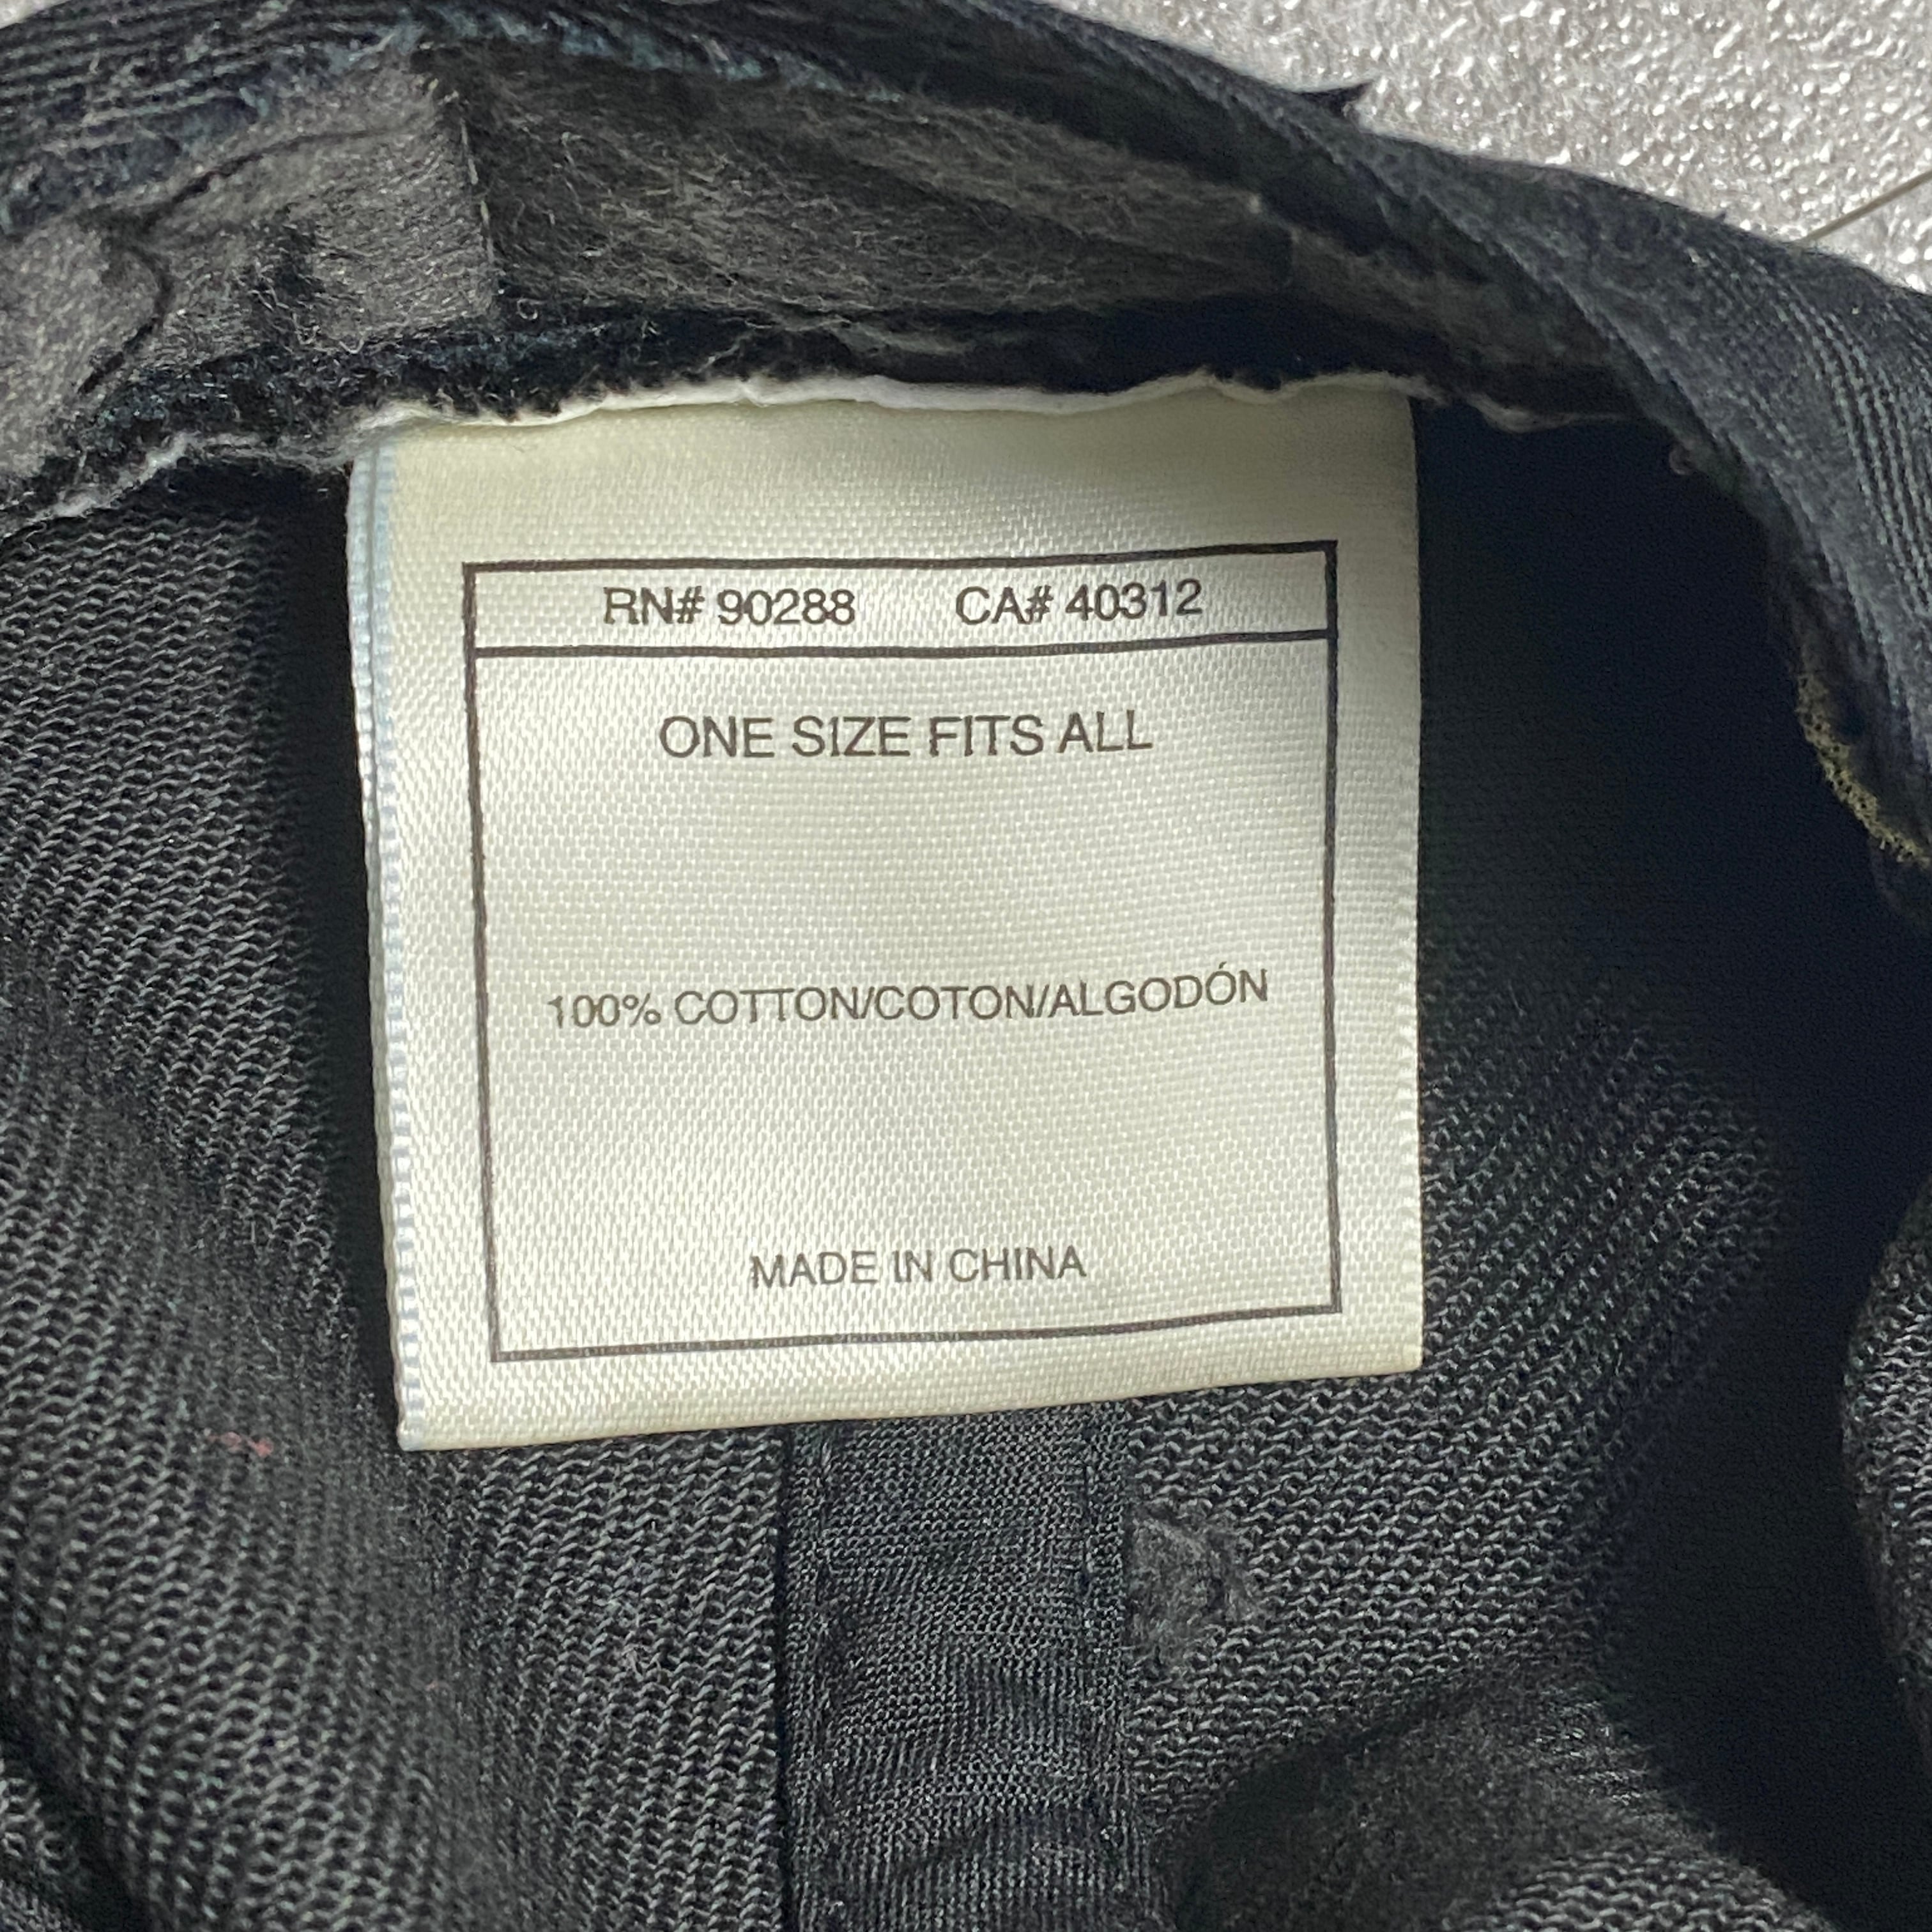 RN# 90288 CA# 40312
ONE SIZE FITS ALL
100% COTTON/COTON/ALGODÓN
MADE IN CHINA